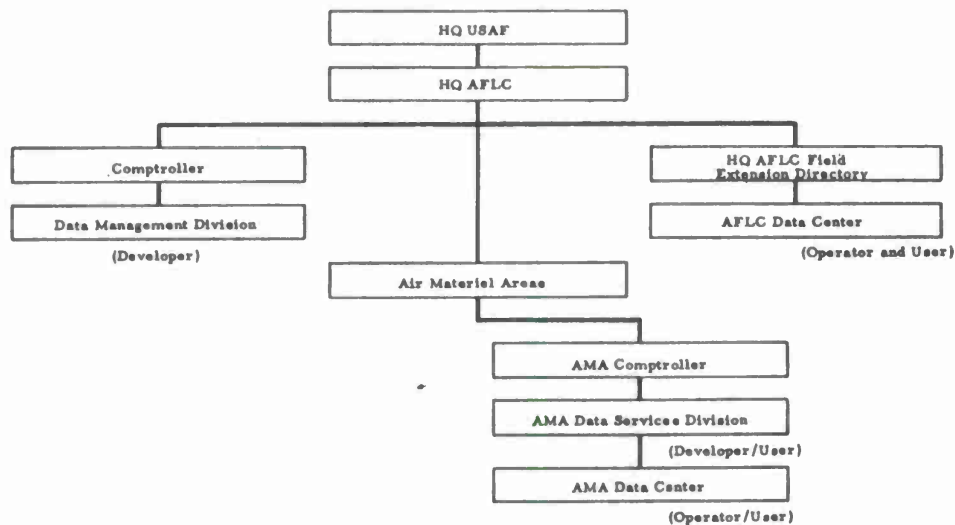 HQ USAF
HQ AFLC
Comptroller
Data Management Division
(Developer)
HQ AFLC Field
Extension Directory
AFLC Data Center
(Operator and User)
Air Materiel Areas
AMA Comptroller
AMA Data Services Division
(Developer/User)
AMA Data Center
(Operator/User)